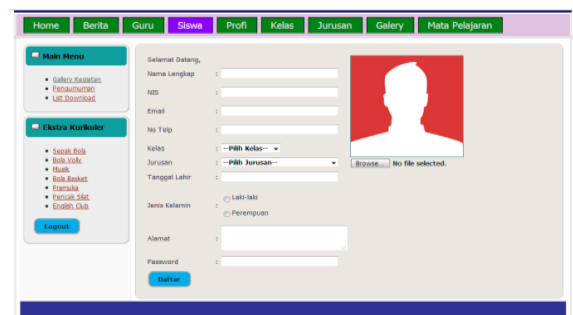 Home Berita Guru Siswa Profi Kelas Jurusan Galery Mata Pelajaran
Main Menu
Galery Kegiatan
Pengumuman
List Download
Ekstra Kurikuler
Sepak Bola
Bola Volly
Musik
Bola Basket
Pramuka
Pencak Silat
English Club
Logout
Selamat Datang,
Nama Lengkap :
NIS :
Email :
No Telp :
Kelas : --Pilih Kelas--
Jurusan : --Pilih Jurusan--
Tanggal Lahir :
Jenis Kelamin : Laki-laki
Perempuan
Alamat :
Password :
Daftar
Browse... No file selected.